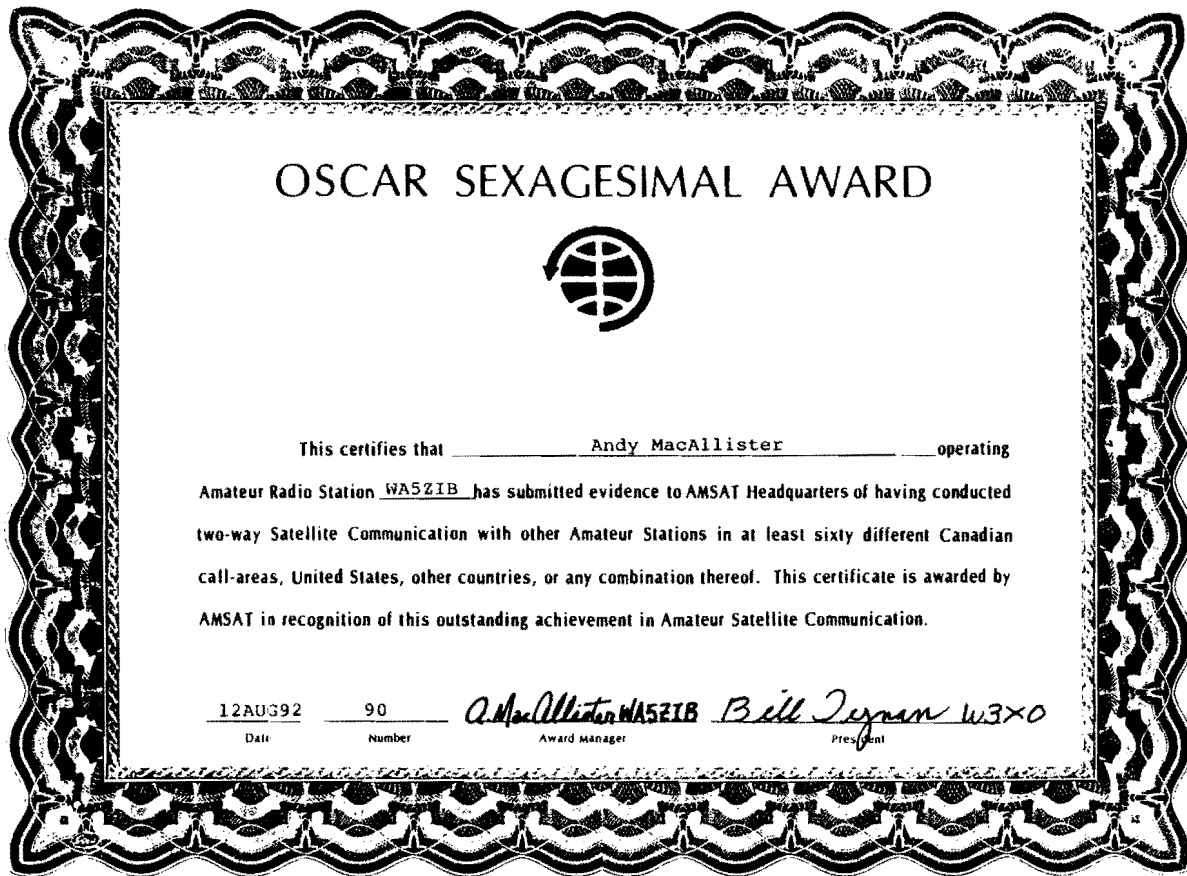 OSCAR SEXAGESIMAL AWARD
This certifies that Andy MacAllister operating
Amateur Radio Station WA5ZIB has submitted evidence to AMSAT Headquarters of having conducted
two-way Satellite Communication with other Amateur Stations in at least sixty different Canadian
call-areas, United States, other countries, or any combination thereof. This certificate is awarded by
AMSAT in recognition of this outstanding achievement in Amateur Satellite Communication.
12AUG92 90 A. MacAllister WA5ZIB Bill Tynan W3XO
Date Number Award Manager President